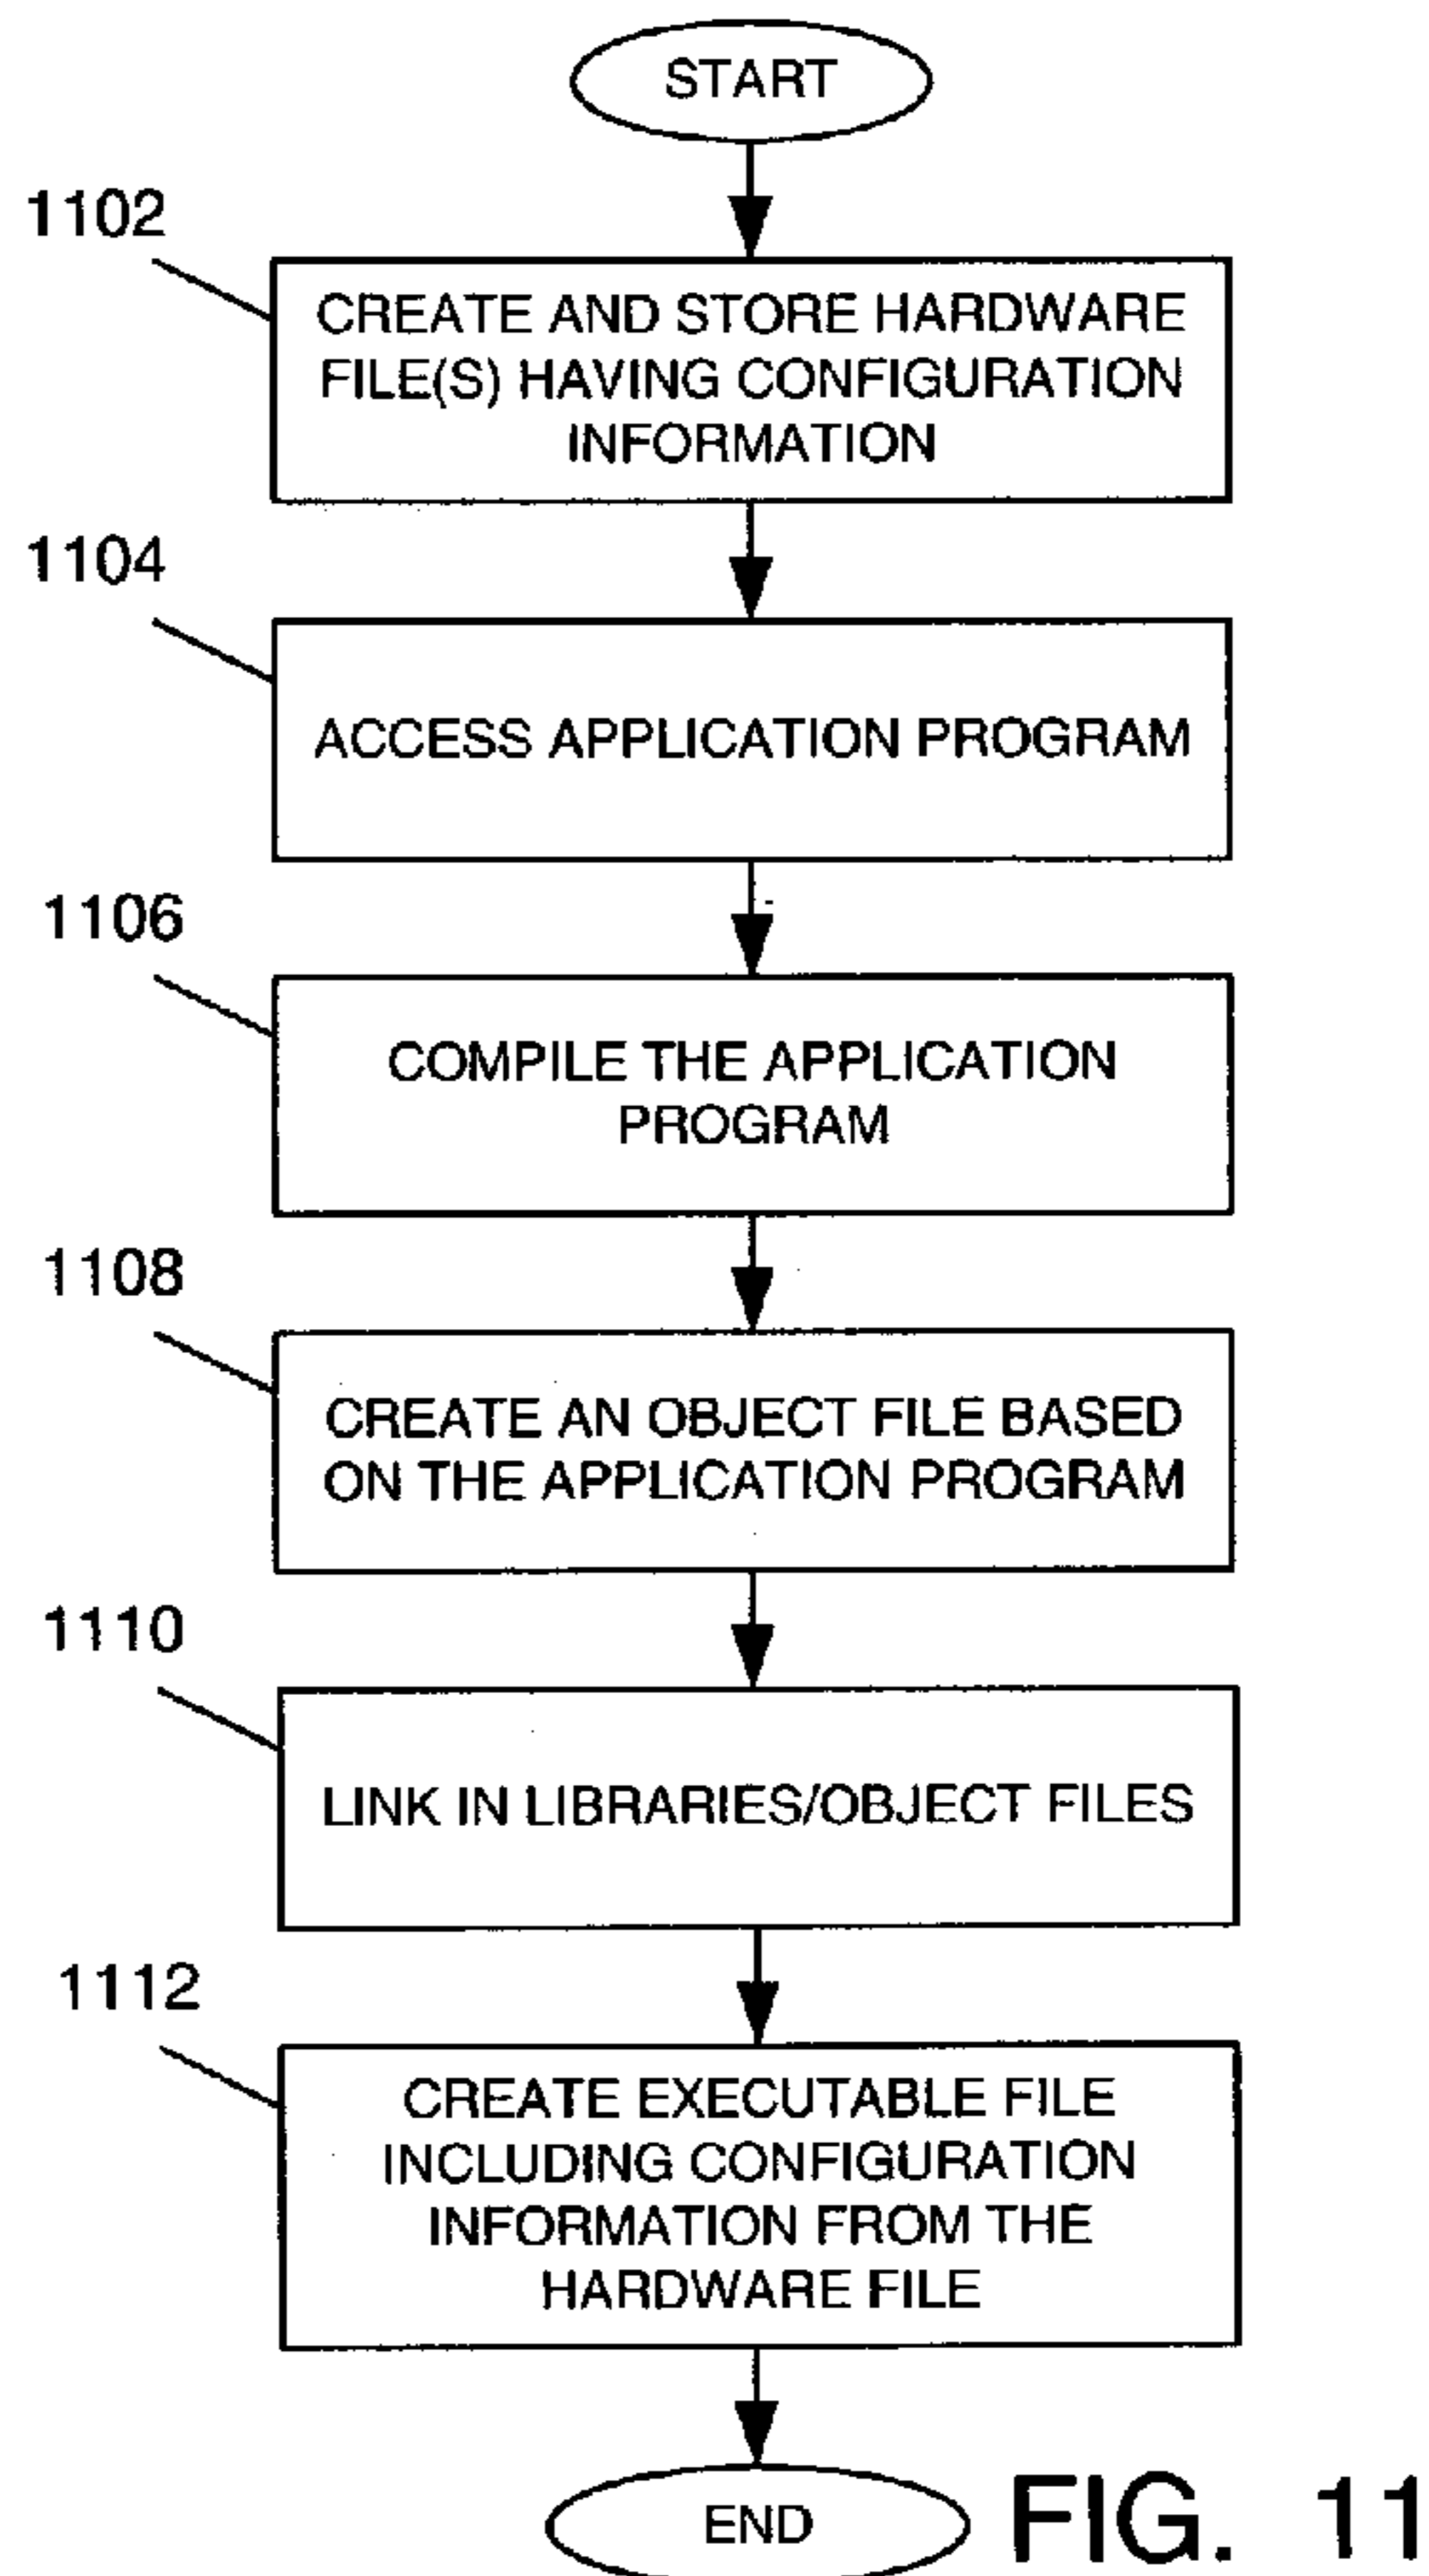 START
1102
CREATE AND STORE HARDWARE
FILE(S) HAVING CONFIGURATION
INFORMATION
1104
ACCESS APPLICATION PROGRAM
1106
COMPILE THE APPLICATION
PROGRAM
1108
CREATE AN OBJECT FILE BASED
ON THE APPLICATION PROGRAM
1110
LINK IN LIBRARIES/OBJECT FILES
1112
CREATE EXECUTABLE FILE
INCLUDING CONFIGURATION
INFORMATION FROM THE
HARDWARE FILE
END
FIG. 11